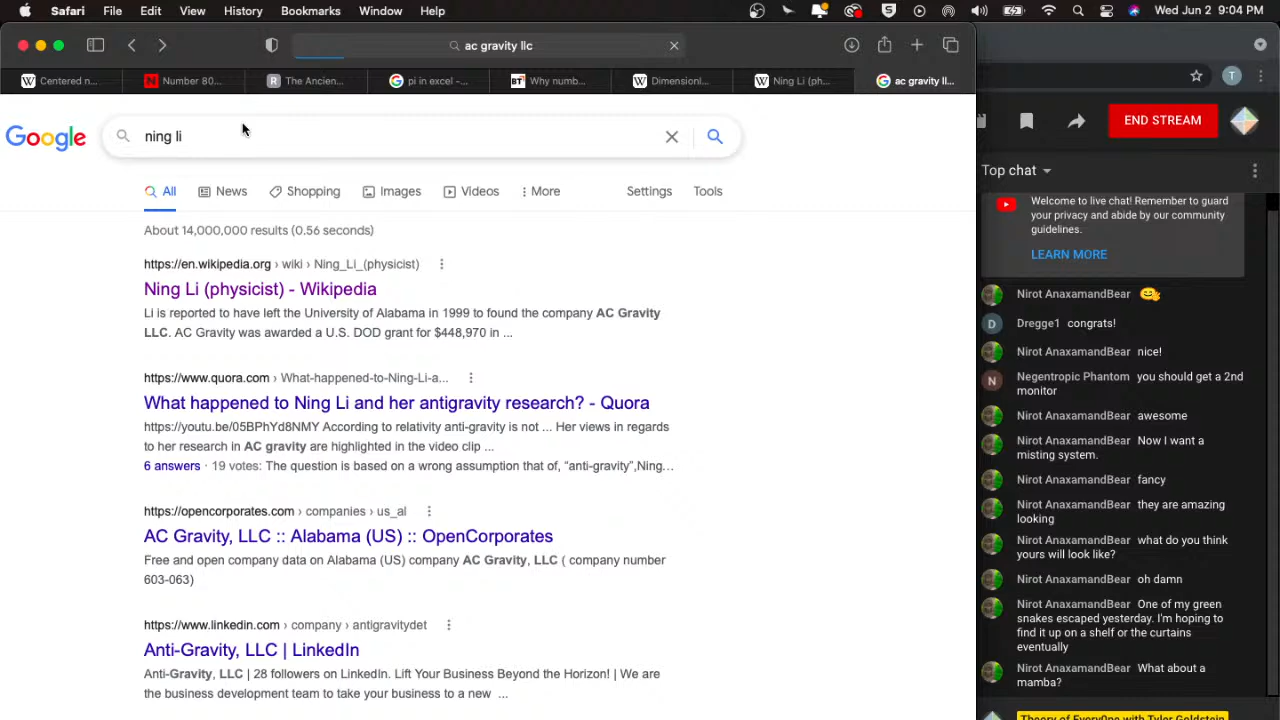 Safari File Edit View History Bookmarks Window Help Wed Jun 2 9:04 PM
ac gravity llc
Centered n... Number 80... The Ancien... pi in excel -... Why numb... Dimensionl... Ning Li (ph... ac gravity ll...
Google
ning li
All News Shopping Images Videos More Settings Tools
About 14,000,000 results (0.56 seconds)
https://en.wikipedia.org › wiki › Ning_Li_(physicist)
Ning Li (physicist) - Wikipedia
Li is reported to have left the University of Alabama in 1999 to found the company AC Gravity
LLC. AC Gravity was awarded a U.S. DOD grant for $448,970 in ...
https://www.quora.com › What-happened-to-Ning-Li-a...
What happened to Ning Li and her antigravity research? - Quora
https://youtu.be/05BPhYd8NMY According to relativity anti-gravity is not ... Her views in regards
to her research in AC gravity are highlighted in the video clip ...
6 answers · 19 votes: The question is based on a wrong assumption that of, “anti-gravity”,Ning...
https://opencorporates.com › companies › us_al
AC Gravity, LLC :: Alabama (US) :: OpenCorporates
Free and open company data on Alabama (US) company AC Gravity, LLC ( company number
603-063)
https://www.linkedin.com › company › antigravitydet
Anti-Gravity, LLC | LinkedIn
Anti-Gravity, LLC | 28 followers on LinkedIn. Lift Your Business Beyond the Horizon! | We are
the business development team to take your business to a new ...
T
END STREAM
Top chat
Welcome to live chat! Remember to guard
your privacy and abide by our community
guidelines.
LEARN MORE
Nirot AnaxamandBear
D Dregge1 congrats!
Nirot AnaxamandBear nice!
N Negentropic Phantom you should get a 2nd
monitor
Nirot AnaxamandBear awesome
Nirot AnaxamandBear Now I want a
misting system.
Nirot AnaxamandBear fancy
Nirot AnaxamandBear they are amazing
looking
Nirot AnaxamandBear what do you think
yours will look like?
Nirot AnaxamandBear oh damn
Nirot AnaxamandBear One of my green
snakes escaped yesterday. I'm hoping to
find it up on a shelf or the curtains
eventually
Nirot AnaxamandBear What about a
mamba?
Theory of Every0ne with Tyler Goldstein